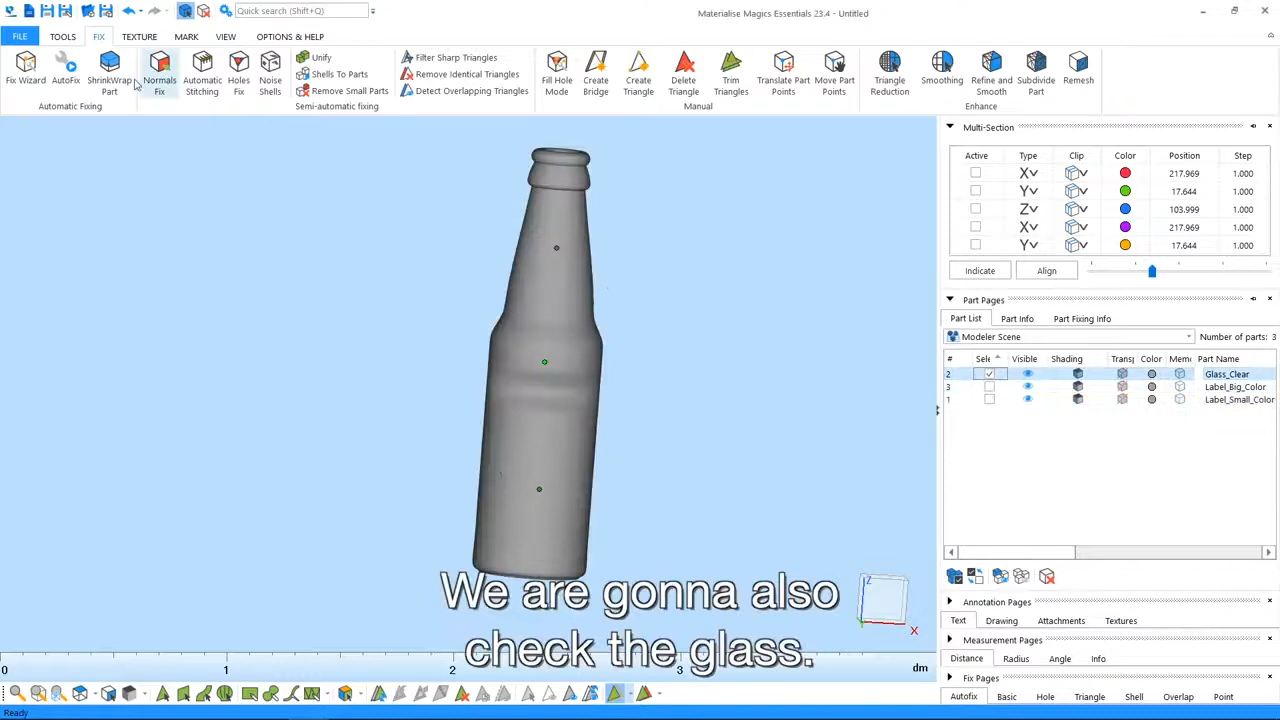 Quick search (Shift+Q)
Materialise Magics Essentials 23.4 - Untitled
FILE TOOLS FIX TEXTURE MARK VIEW OPTIONS & HELP
Fix Wizard AutoFix ShrinkWrap Part Normals Fix Automatic Stitching Holes Fix Noise Shells
Unify
Shells To Parts
Remove Small Parts
Filter Sharp Triangles
Remove Identical Triangles
Detect Overlapping Triangles
Fill Hole Mode Create Bridge Create Triangle Delete Triangle Trim Triangles Translate Part Points Move Part Points
Triangle Reduction Smoothing Refine and Smooth Subdivide Part Remesh
Automatic Fixing Semi-automatic fixing Manual Enhance
Multi-Section
Active Type Clip Color Position Step
X 217.969 1.000
Y 17.644 1.000
Z 103.999 1.000
X 217.969 1.000
Y 17.644 1.000
Indicate Align
Part Pages
Part List Part Info Part Fixing Info
Modeler Scene Number of parts: 3
# Sele Visible Shading Transp Color Memo Part Name
2 Glass_Clear
3 Label_Big_Color
1 Label_Small_Color
Annotation Pages
Text Drawing Attachments Textures
Measurement Pages
Distance Radius Angle Info
Fix Pages
Autofix Basic Hole Triangle Shell Overlap Point
Z
X
We are gonna also
check the glass.
0 1 2 3 dm
Ready